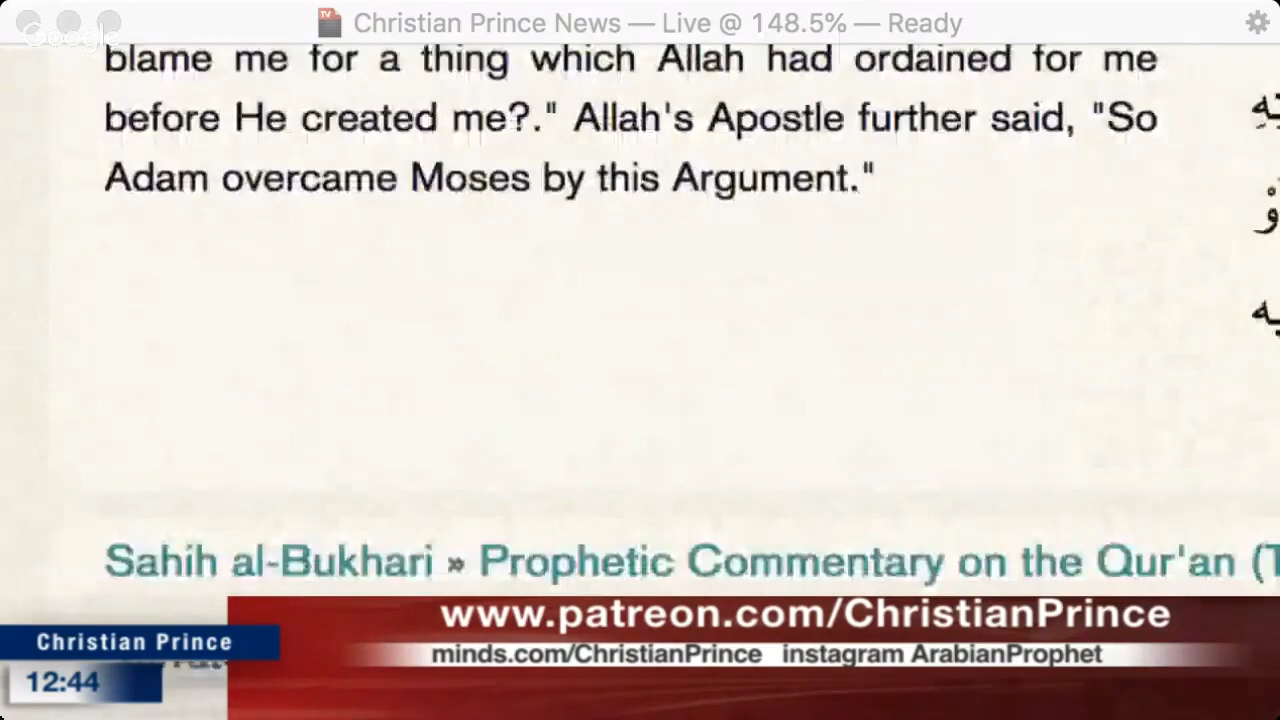 Christian Prince News — Live @ 148.5% — Ready
Google
blame me for a thing which Allah had ordained for me
before He created me?." Allah's Apostle further said, "So
Adam overcame Moses by this Argument."
Sahih al-Bukhari » Prophetic Commentary on the Qur'an (T
www.patreon.com/ChristianPrince
Christian Prince
minds.com/ChristianPrince instagram ArabianProphet
12:44